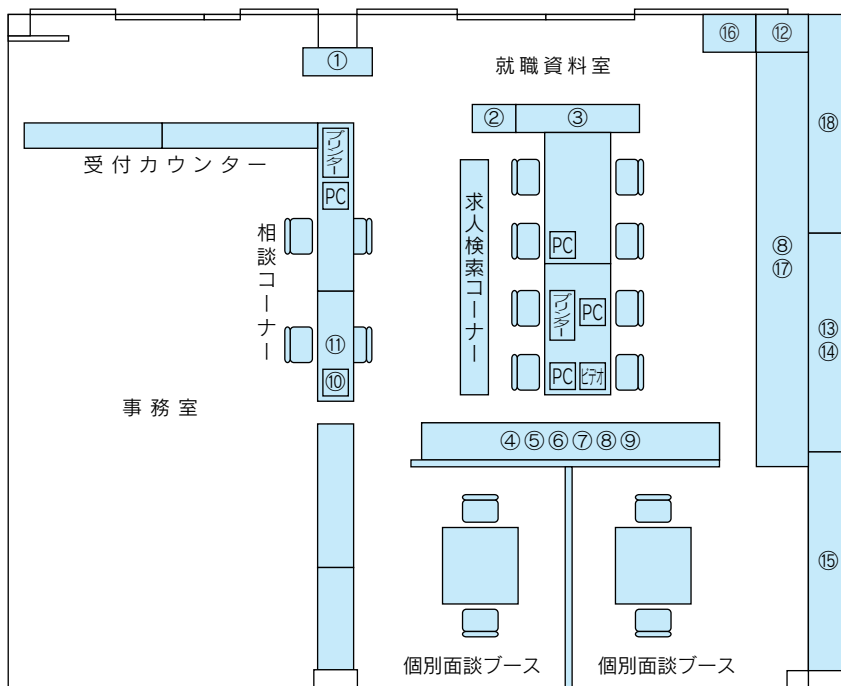 ⑯
⑫
①
就職資料室
②
③
⑱
プリンター
受付カウンター
PC
求人検索コーナー
相談コーナー
PC
⑧
⑰
プリンター
PC
⑬
⑭
⑪
⑩
PC
ビデオ
事務室
④⑤⑥⑦⑧⑨
⑮
個別面談ブース
個別面談ブース